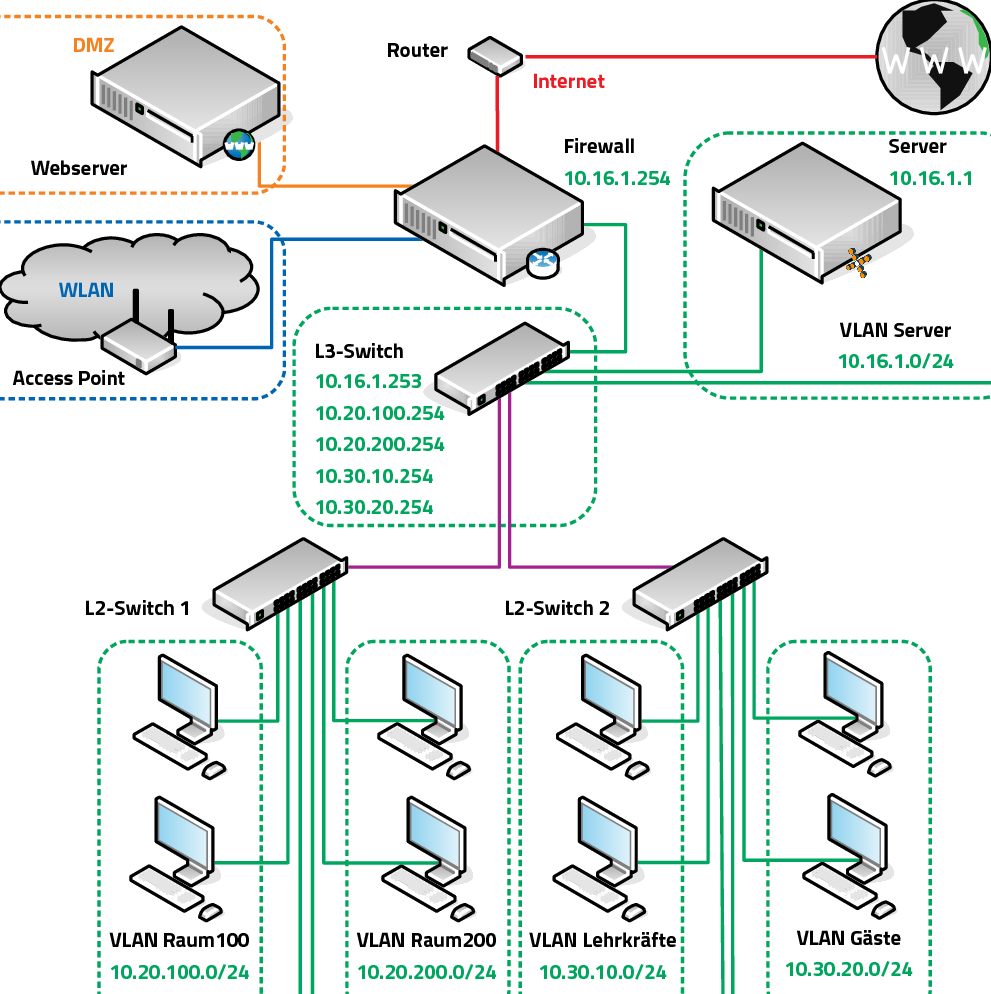 DMZ
Webserver
Router
Internet
WWW
Firewall
10.16.1.254
Server
10.16.1.1
VLAN Server
10.16.1.0/24
WLAN
Access Point
L3-Switch
10.16.1.253
10.20.100.254
10.20.200.254
10.30.10.254
10.30.20.254
L2-Switch 1
L2-Switch 2
VLAN Raum100
10.20.100.0/24
VLAN Raum200
10.20.200.0/24
VLAN Lehrkräfte
10.30.10.0/24
VLAN Gäste
10.30.20.0/24